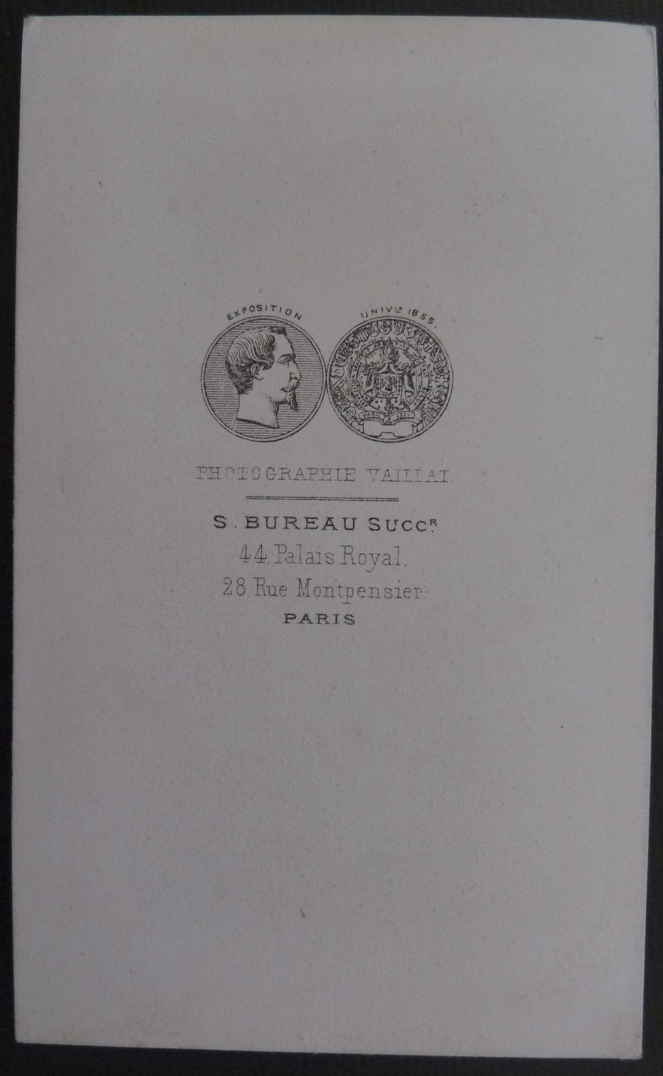 EXPOSITION UNIVLE 1855.
PHOTOGRAPHIE VAILLAT.
S. BUREAU SUCCR
44. Palais Royal,
28 Rue Montpensier
PARIS